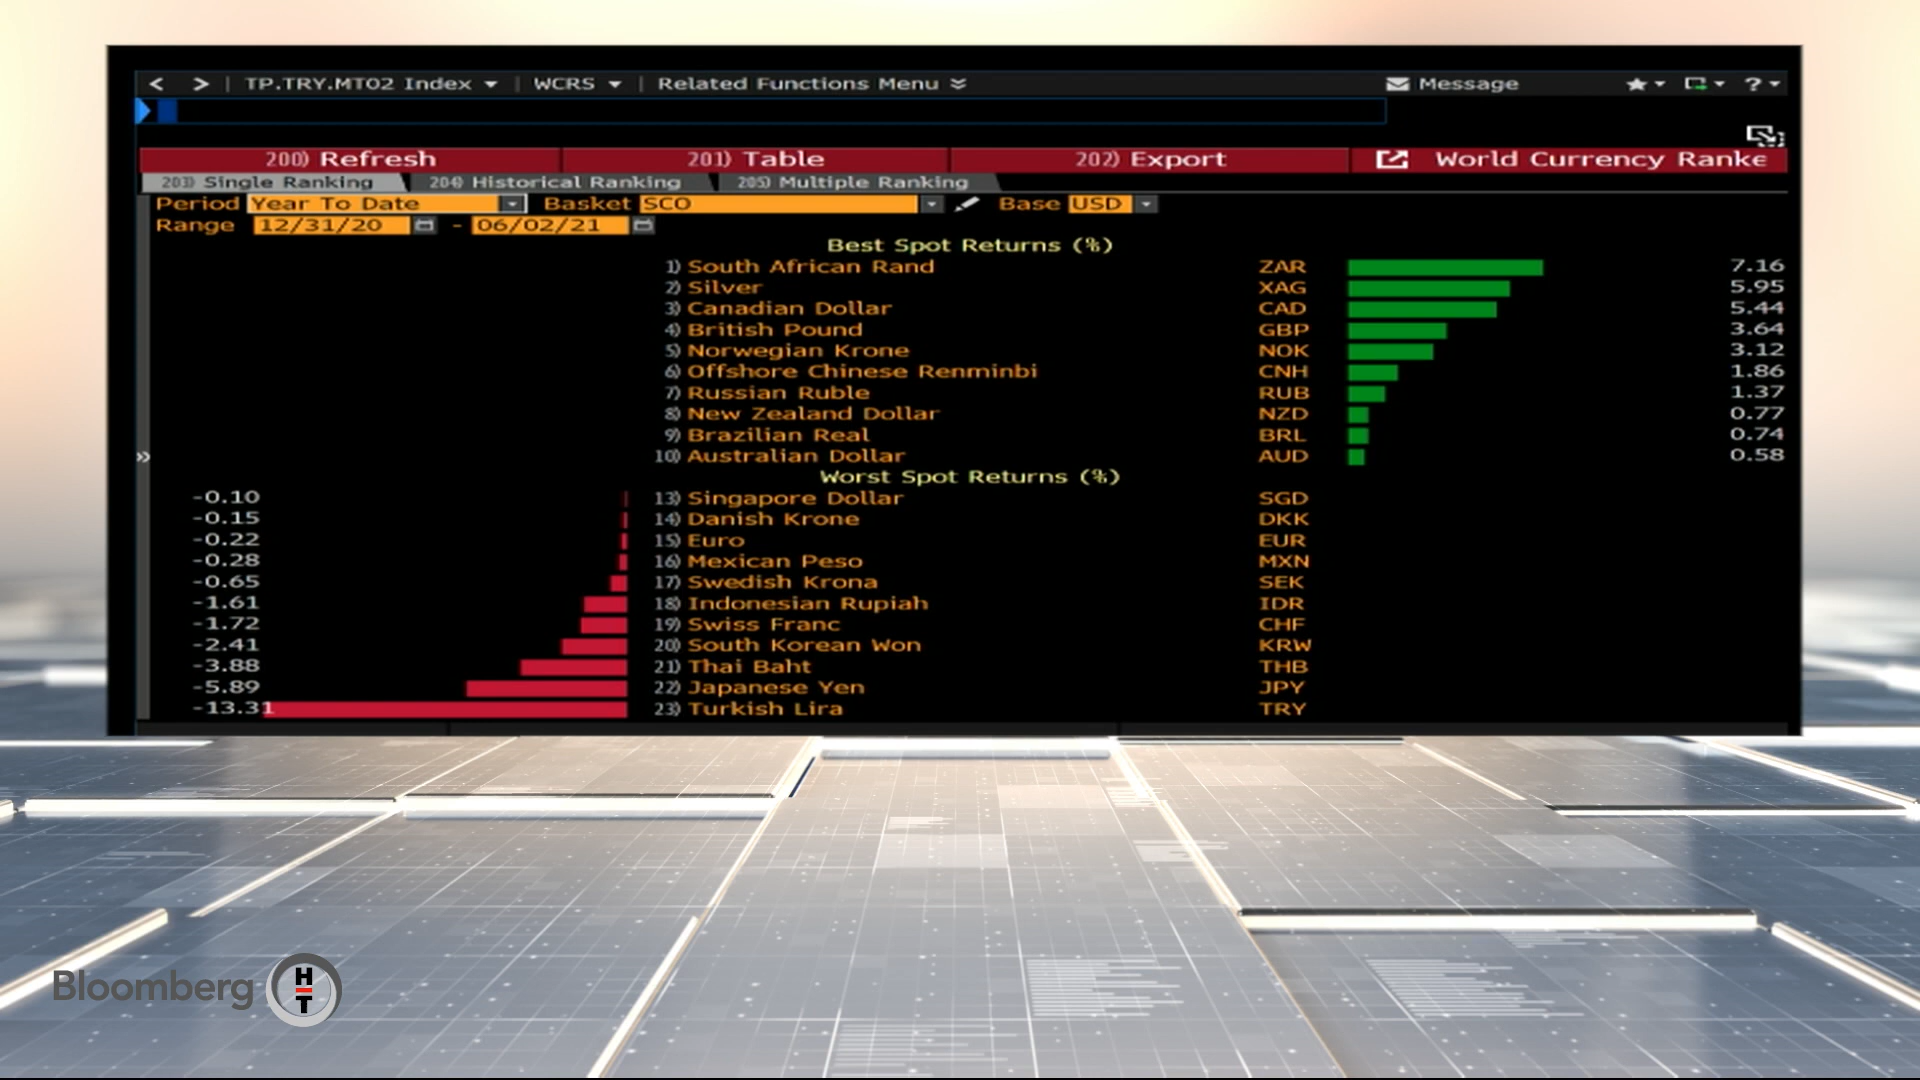 < > | TP.TRY.MT02 Index | WCRS | Related Functions Menu Message ?
200) Refresh 201) Table 202) Export World Currency Ranke
203) Single Ranking 204) Historical Ranking 205) Multiple Ranking
Period Year To Date Basket SCO Base USD
Range 12/31/20 - 06/02/21
Best Spot Returns (%)
1) South African Rand ZAR 7.16
2) Silver XAG 5.95
3) Canadian Dollar CAD 5.44
4) British Pound GBP 3.64
5) Norwegian Krone NOK 3.12
6) Offshore Chinese Renminbi CNH 1.86
7) Russian Ruble RUB 1.37
8) New Zealand Dollar NZD 0.77
9) Brazilian Real BRL 0.74
10) Australian Dollar AUD 0.58
Worst Spot Returns (%)
-0.10 13) Singapore Dollar SGD
-0.15 14) Danish Krone DKK
-0.22 15) Euro EUR
-0.28 16) Mexican Peso MXN
-0.65 17) Swedish Krona SEK
-1.61 18) Indonesian Rupiah IDR
-1.72 19) Swiss Franc CHF
-2.41 20) South Korean Won KRW
-3.88 21) Thai Baht THB
-5.89 22) Japanese Yen JPY
-13.31 23) Turkish Lira TRY
Bloomberg HT